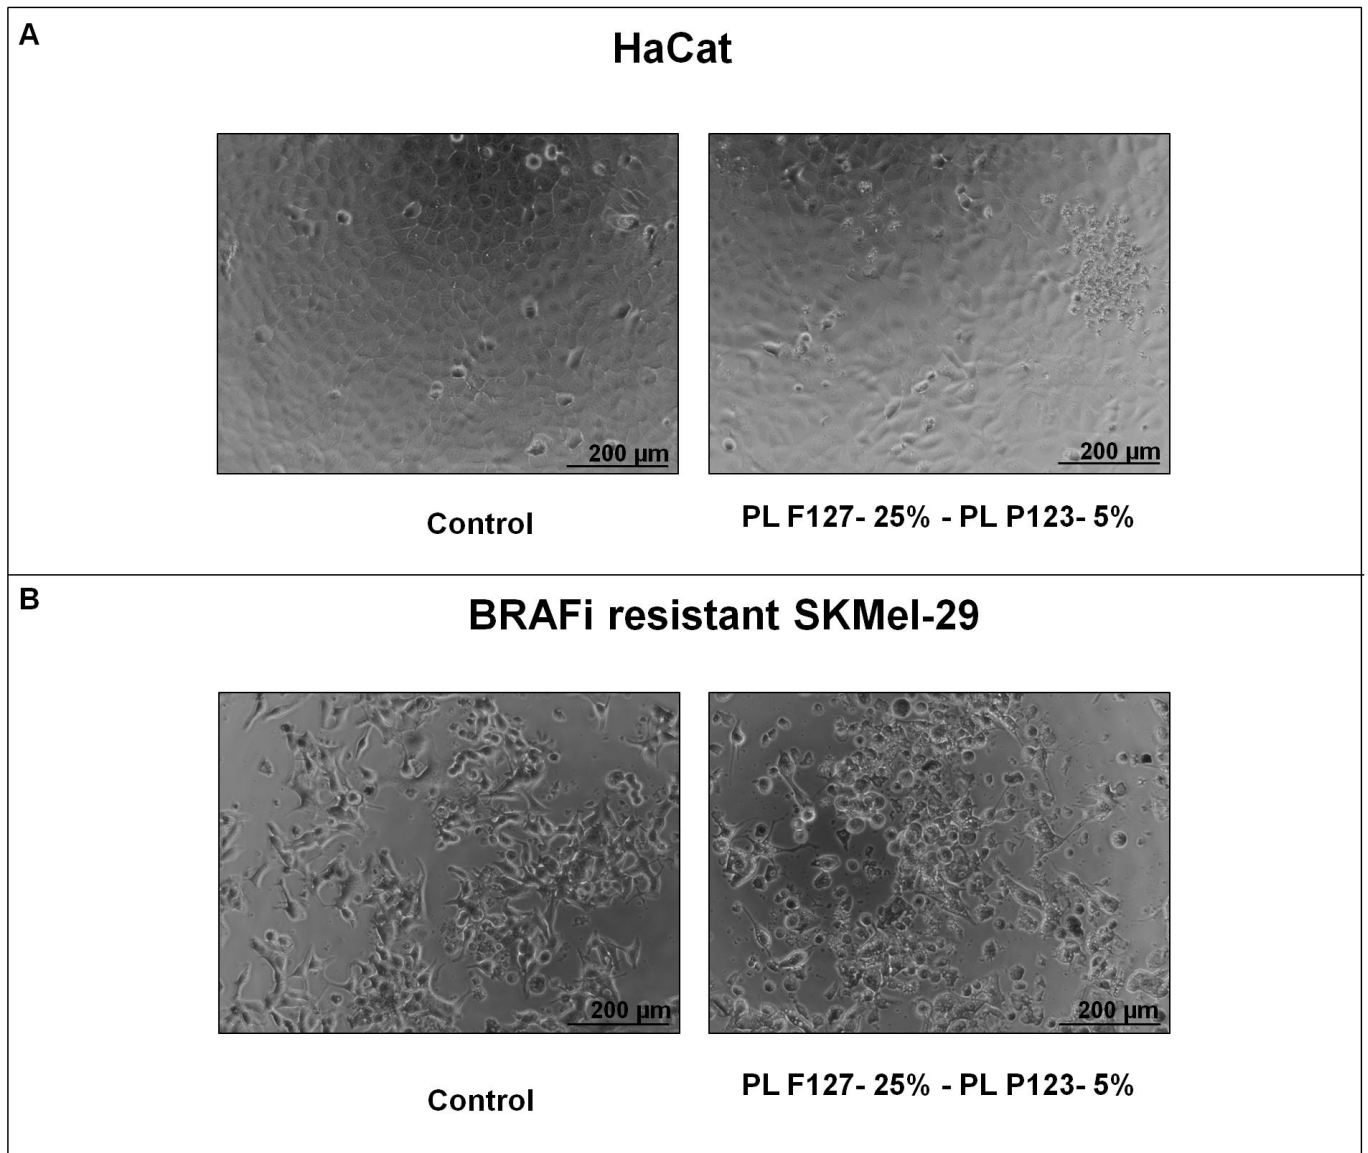 A
HaCat
200 µm
200 µm
Control
PL F127- 25% - PL P123- 5%
B
BRAFi resistant SKMel-29
200 µm
200 µm
Control
PL F127- 25% - PL P123- 5%